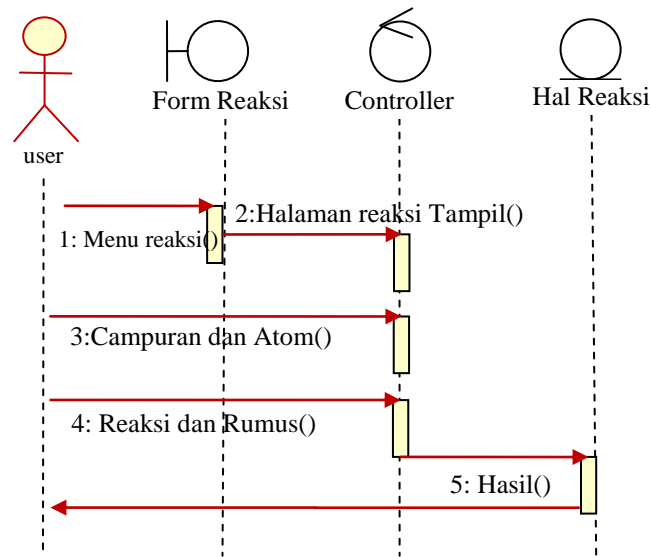 Form Reaksi
Controller
Hal Reaksi
user
2:Halaman reaksi Tampil()
1: Menu reaksi()
3:Campuran dan Atom()
4: Reaksi dan Rumus()
5: Hasil()